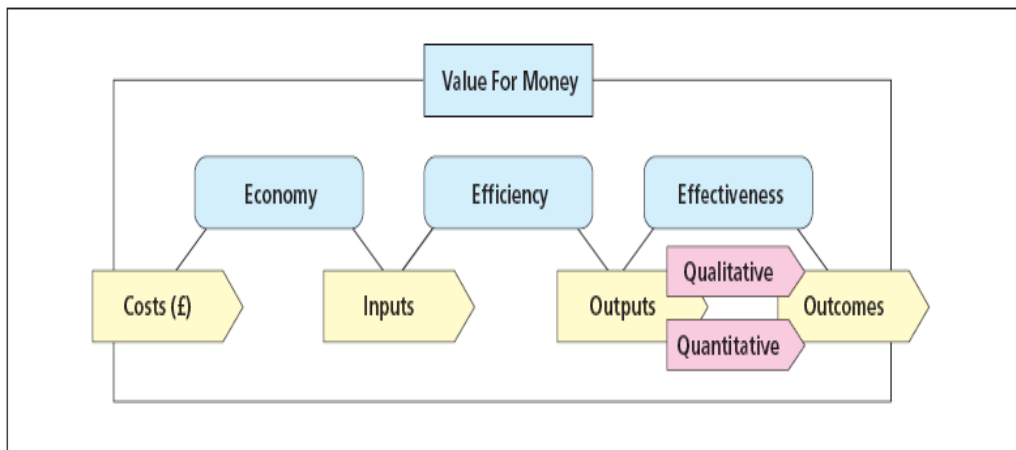 Value For Money
Economy
Efficiency
Effectiveness
Costs (£)
Inputs
Outputs
Qualitative
Quantitative
Outcomes